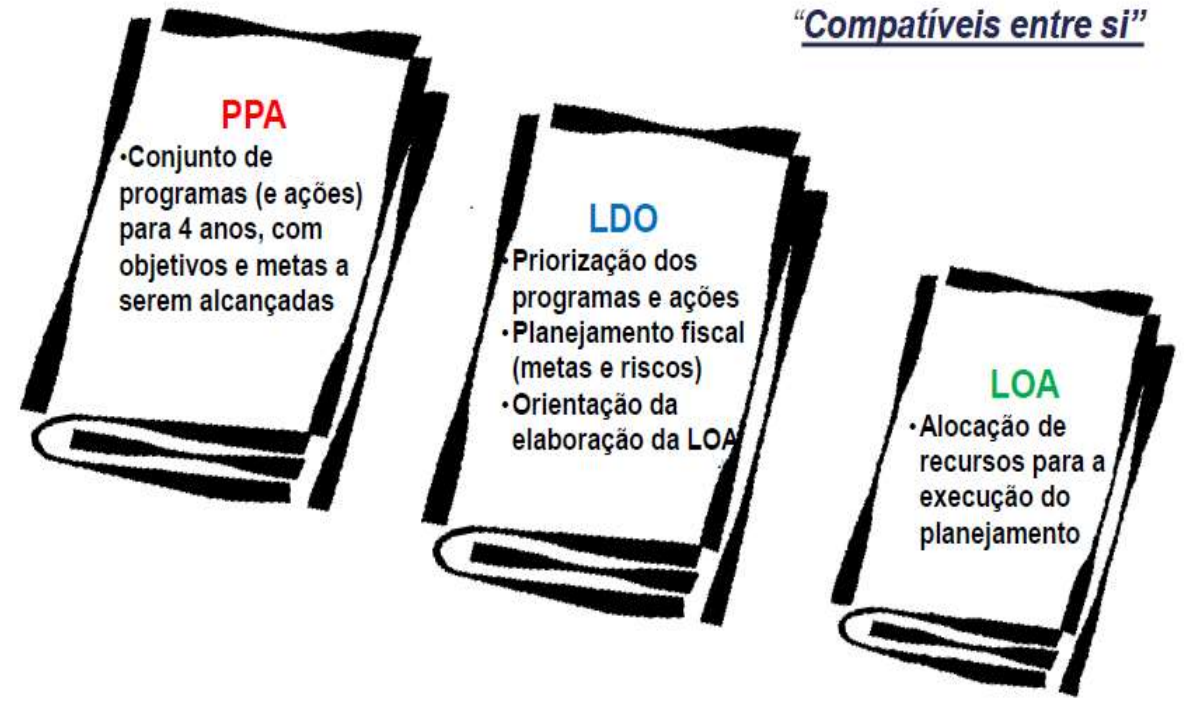 “Compatíveis entre si”
PPA
•Conjunto de
programas (e ações)
para 4 anos, com
objetivos e metas a
serem alcançadas
LDO
•Priorização dos
programas e ações
•Planejamento fiscal
(metas e riscos)
•Orientação da
elaboração da LOA
LOA
•Alocação de
recursos para a
execução do
planejamento